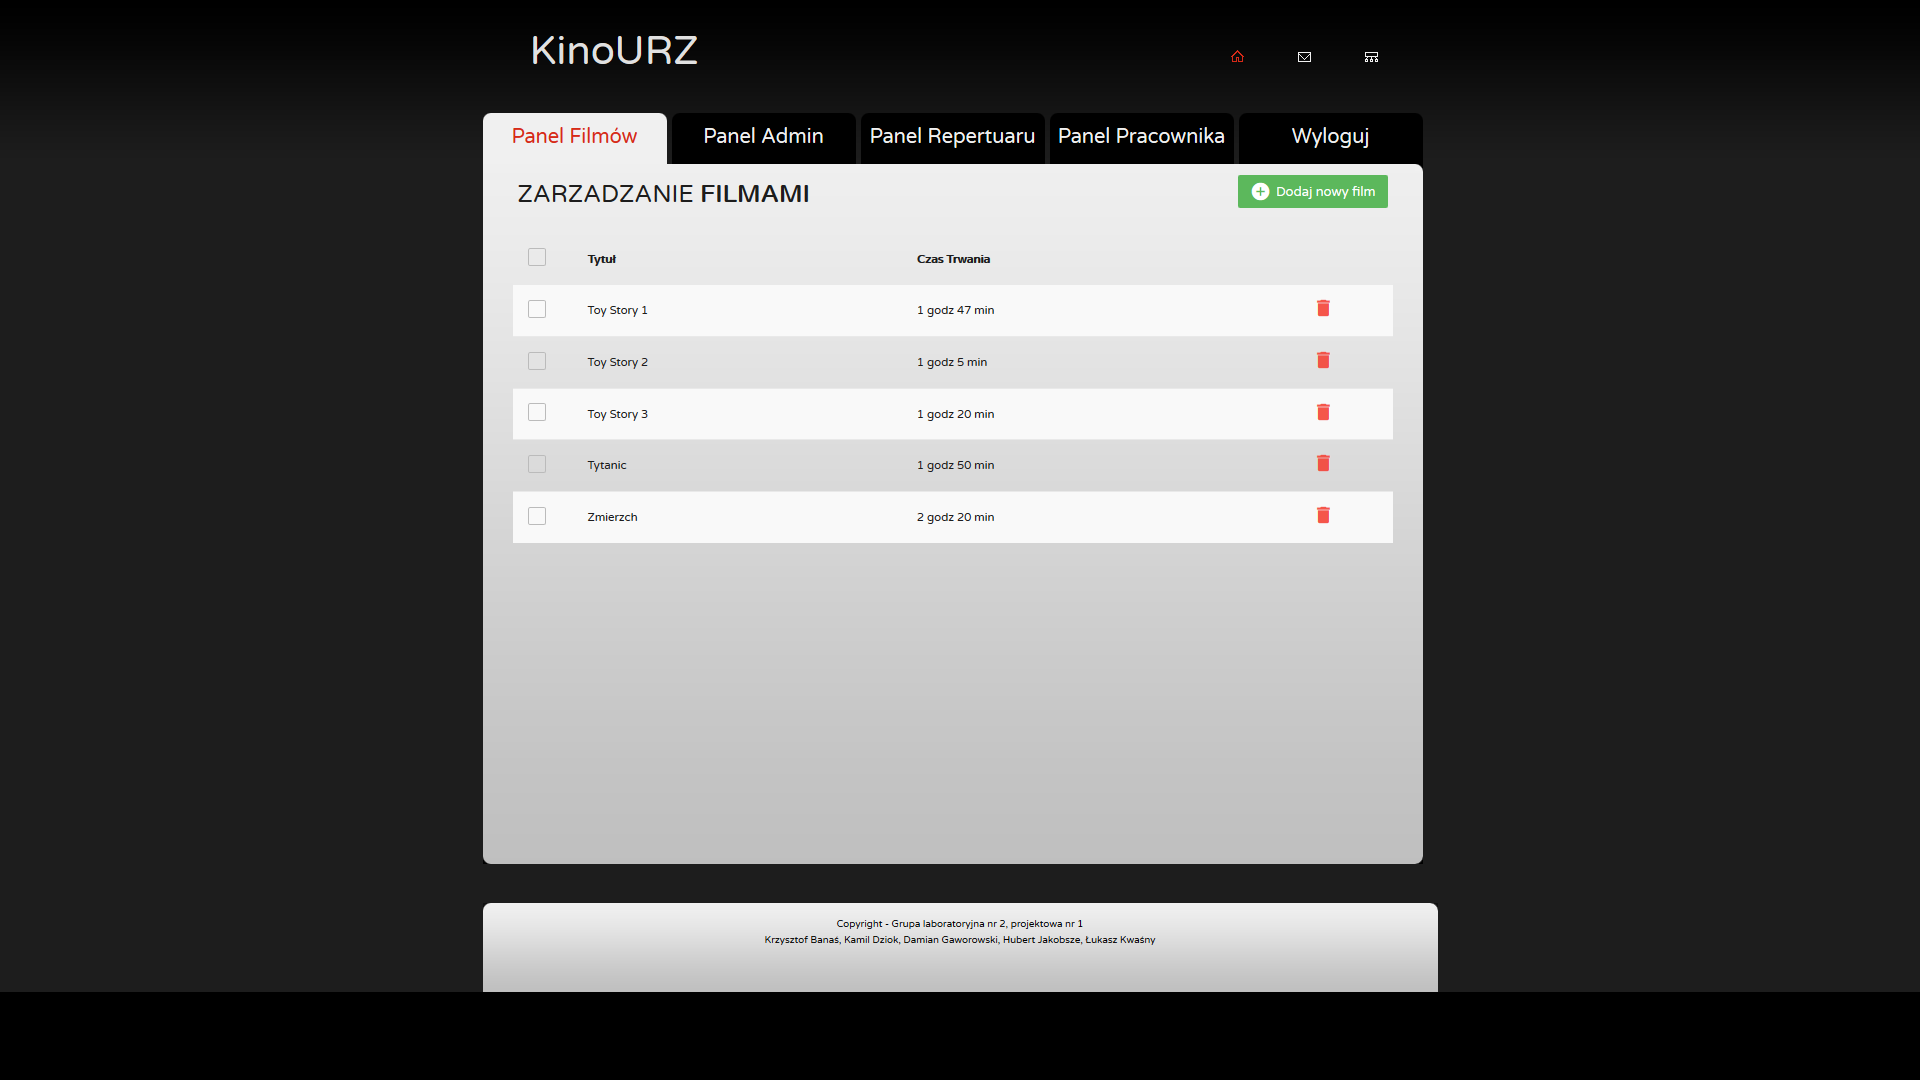 KinoURZ
Panel Filmów
Panel Admin
Panel Repertuaru
Panel Pracownika
Wyloguj
ZARZADZANIE FILMAMI
Dodaj nowy film
Tytuł Czas Trwania
Toy Story 1 1 godz 47 min
Toy Story 2 1 godz 5 min
Toy Story 3 1 godz 20 min
Tytanic 1 godz 50 min
Zmierzch 2 godz 20 min
Copyright - Grupa laboratoryjna nr 2, projektowa nr 1
Krzysztof Banaś, Kamil Dziok, Damian Gaworowski, Hubert Jakobsze, Łukasz Kwaśny